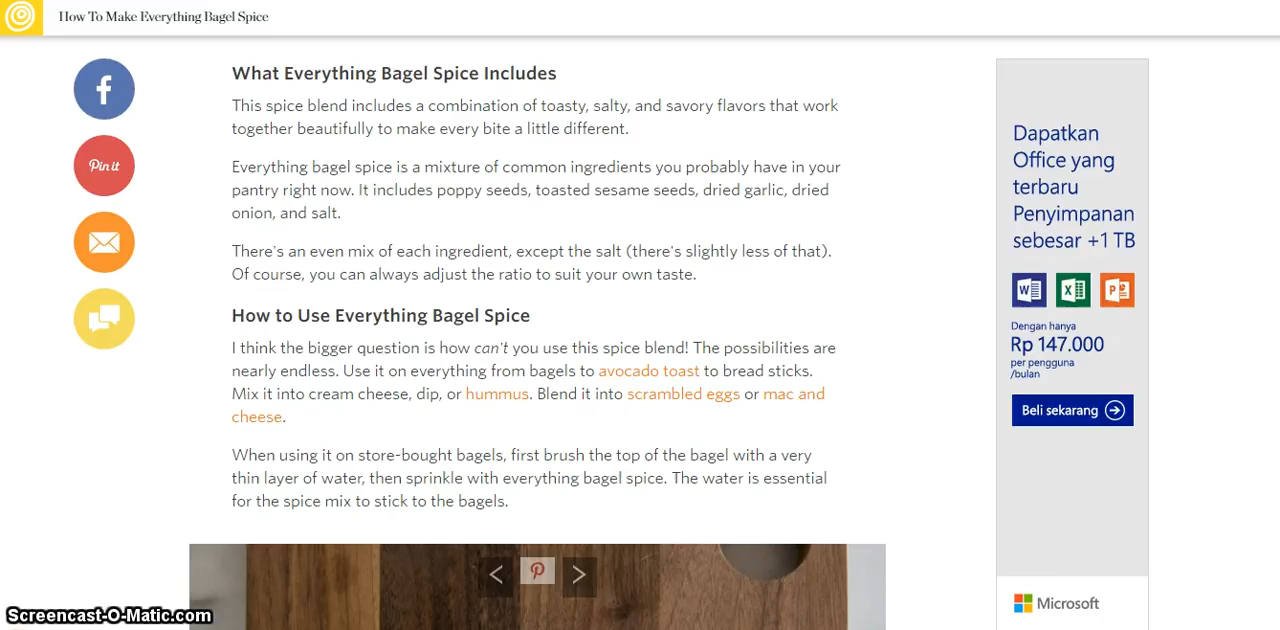 How To Make Everything Bagel Spice
What Everything Bagel Spice Includes
This spice blend includes a combination of toasty, salty, and savory flavors that work
together beautifully to make every bite a little different.
Everything bagel spice is a mixture of common ingredients you probably have in your
pantry right now. It includes poppy seeds, toasted sesame seeds, dried garlic, dried
onion, and salt.
There's an even mix of each ingredient, except the salt (there's slightly less of that).
Of course, you can always adjust the ratio to suit your own taste.
How to Use Everything Bagel Spice
I think the bigger question is how can't you use this spice blend! The possibilities are
nearly endless. Use it on everything from bagels to avocado toast to bread sticks.
Mix it into cream cheese, dip, or hummus. Blend it into scrambled eggs or mac and
cheese.
When using it on store-bought bagels, first brush the top of the bagel with a very
thin layer of water, then sprinkle with everything bagel spice. The water is essential
for the spice mix to stick to the bagels.
f
Pin it
Dapatkan
Office yang
terbaru
Penyimpanan
sebesar +1 TB
W X P
Dengan hanya
Rp 147.000
per pengguna
/bulan
Beli sekarang
Microsoft
< >
Screencast-O-Matic.com